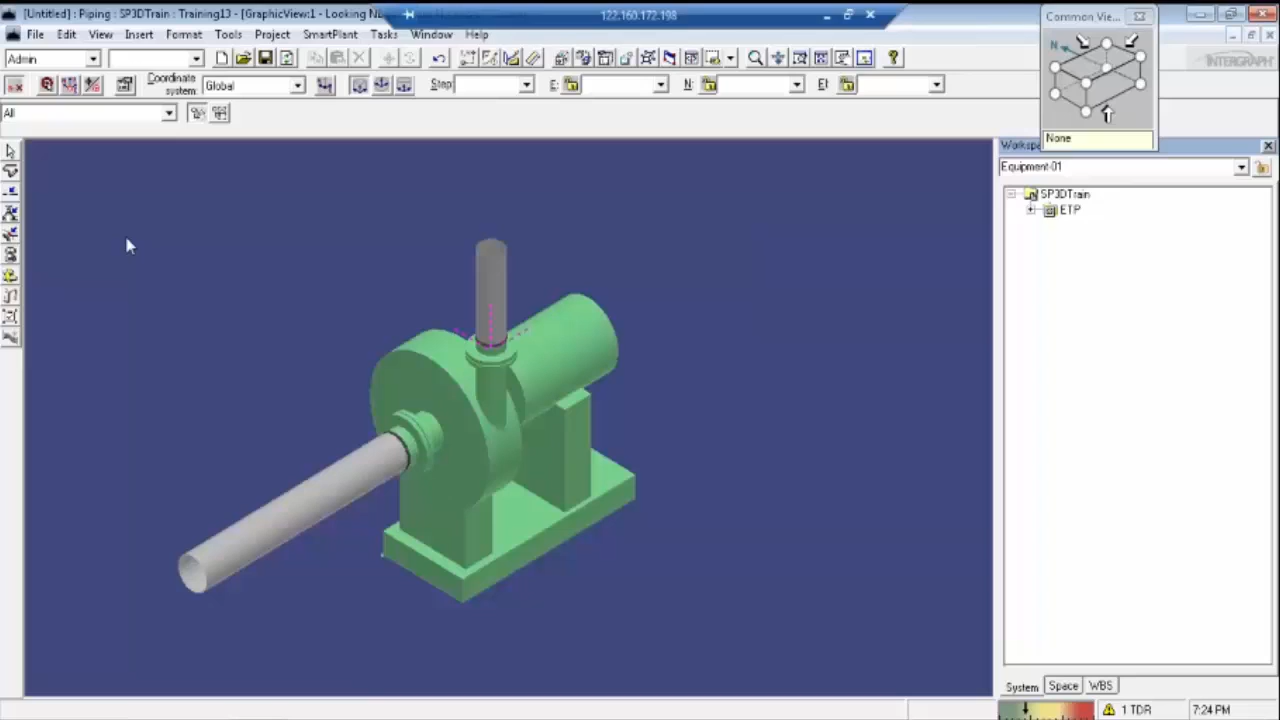 [Untitled] : Piping : SP3DTrain : Training13 - [GraphicView:1 - Looking
122.160.172.198
Common Vie...
File Edit View Insert Format Tools Project SmartPlant Tasks Window Help
N
Admin
INTERGRAPH
Coordinate system: Global
Step:
E:
N:
El:
All
None
Equipment-01
SP3DTrain
ETP
System Space WBS
1 TDR
7:24 PM